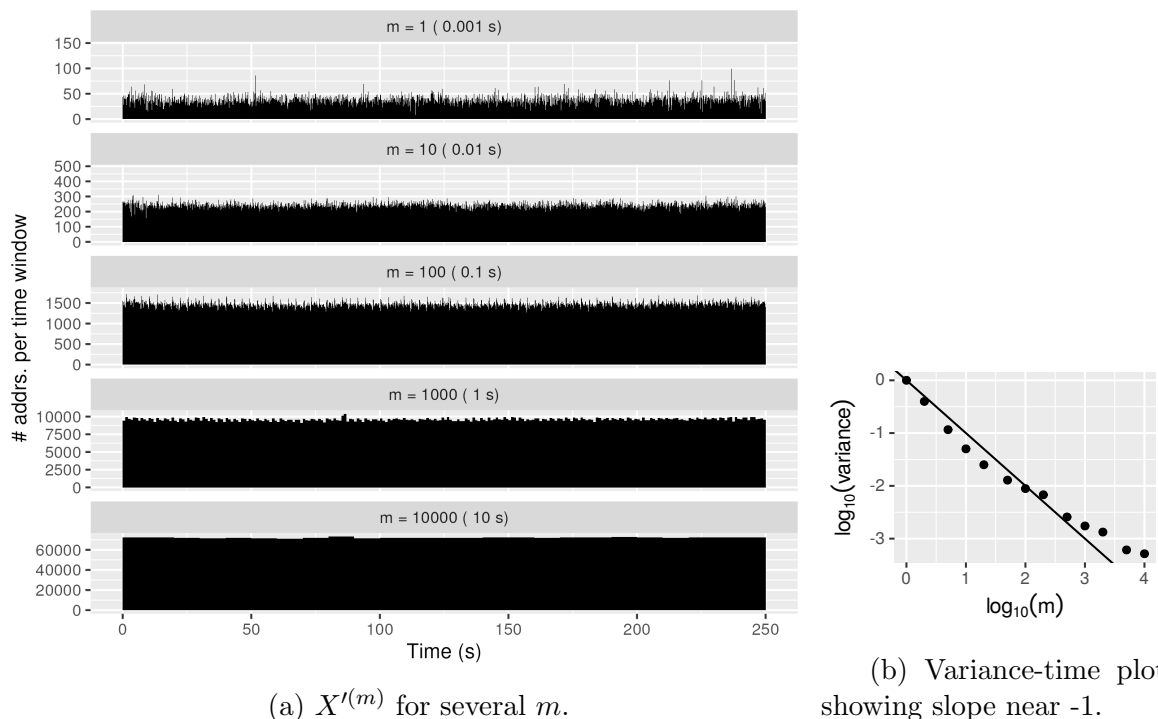 m = 1 ( 0.001 s)
150
100
50
0
m = 10 ( 0.01 s)
500
400
300
200
100
0
m = 100 ( 0.1 s)
1500
1000
500
0
m = 1000 ( 1 s)
10000
7500
5000
2500
0
m = 10000 ( 10 s)
60000
40000
20000
0
# addrs. per time window
0 50 100 150 200 250
Time (s)
(a) X′(m) for several m.
0
-1
-2
-3
log10(variance)
0 1 2 3 4
log10(m)
(b) Variance-time plot
showing slope near -1.